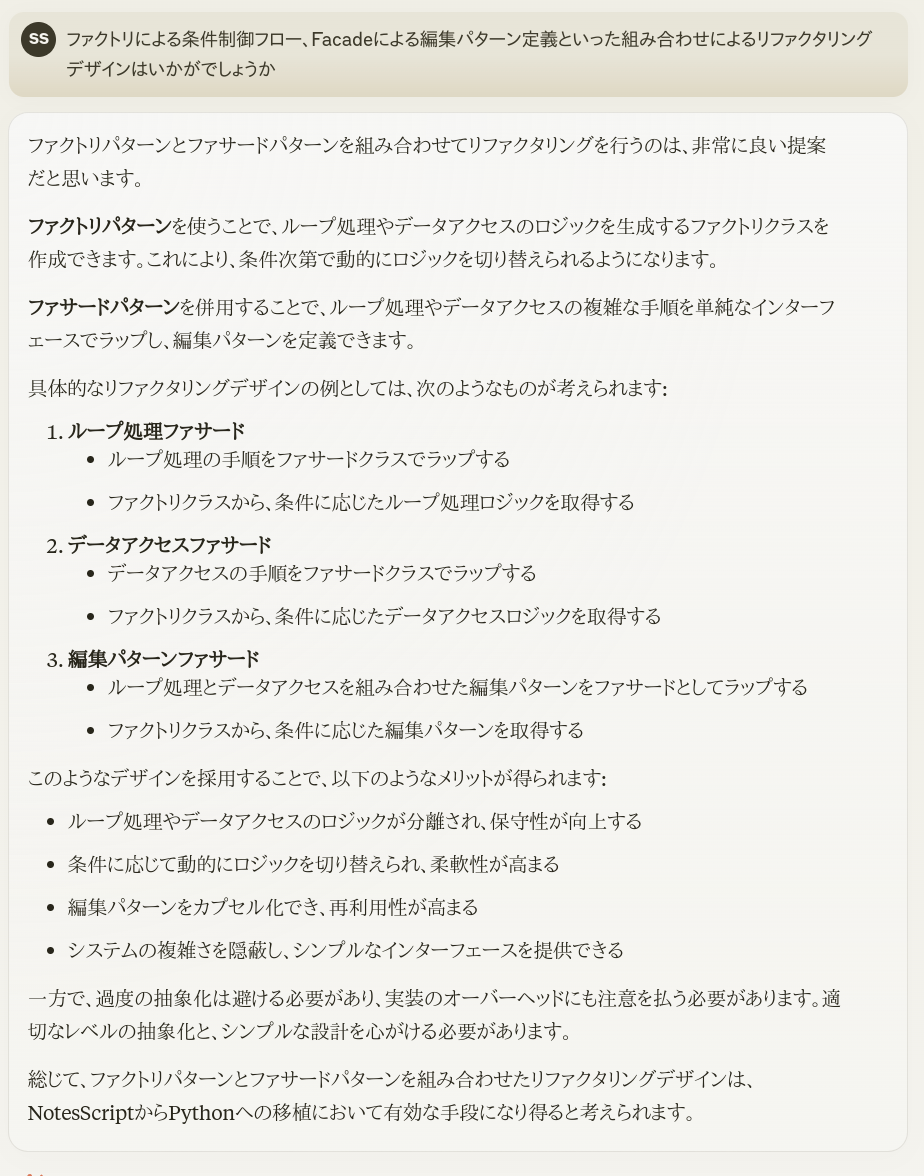 SS
ファクトリによる条件制御フロー、Facadeによる編集パターン定義といった組み合わせによるリファクタリング
デザインはいかがでしょうか
ファクトリパターンとファサードパターンを組み合わせてリファクタリングを行うのは、非常に良い提案
だと思います。
ファクトリパターンを使うことで、ループ処理やデータアクセスのロジックを生成するファクトリクラスを
作成できます。これにより、条件次第で動的にロジックを切り替えられるようになります。
ファサードパターンを併用することで、ループ処理やデータアクセスの複雑な手順を単純なインターフ
ェースでラップし、編集パターンを定義できます。
具体的なリファクタリングデザインの例としては、次のようなものが考えられます:
1. ループ処理ファサード
• ループ処理の手順をファサードクラスでラップする
• ファクトリクラスから、条件に応じたループ処理ロジックを取得する
2. データアクセスファサード
• データアクセスの手順をファサードクラスでラップする
• ファクトリクラスから、条件に応じたデータアクセスロジックを取得する
3. 編集パターンファサード
• ループ処理とデータアクセスを組み合わせた編集パターンをファサードとしてラップする
• ファクトリクラスから、条件に応じた編集パターンを取得する
このようなデザインを採用することで、以下のようなメリットが得られます:
• ループ処理やデータアクセスのロジックが分離され、保守性が向上する
• 条件に応じて動的にロジックを切り替えられ、柔軟性が高まる
• 編集パターンをカプセル化でき、再利用性が高まる
• システムの複雑さを隠蔽し、シンプルなインターフェースを提供できる
一方で、過度の抽象化は避ける必要があり、実装のオーバーヘッドにも注意を払う必要があります。適
切なレベルの抽象化と、シンプルな設計を心がける必要があります。
総じて、ファクトリパターンとファサードパターンを組み合わせたリファクタリングデザインは、
NotesScriptからPythonへの移植において有効な手段になり得ると考えられます。